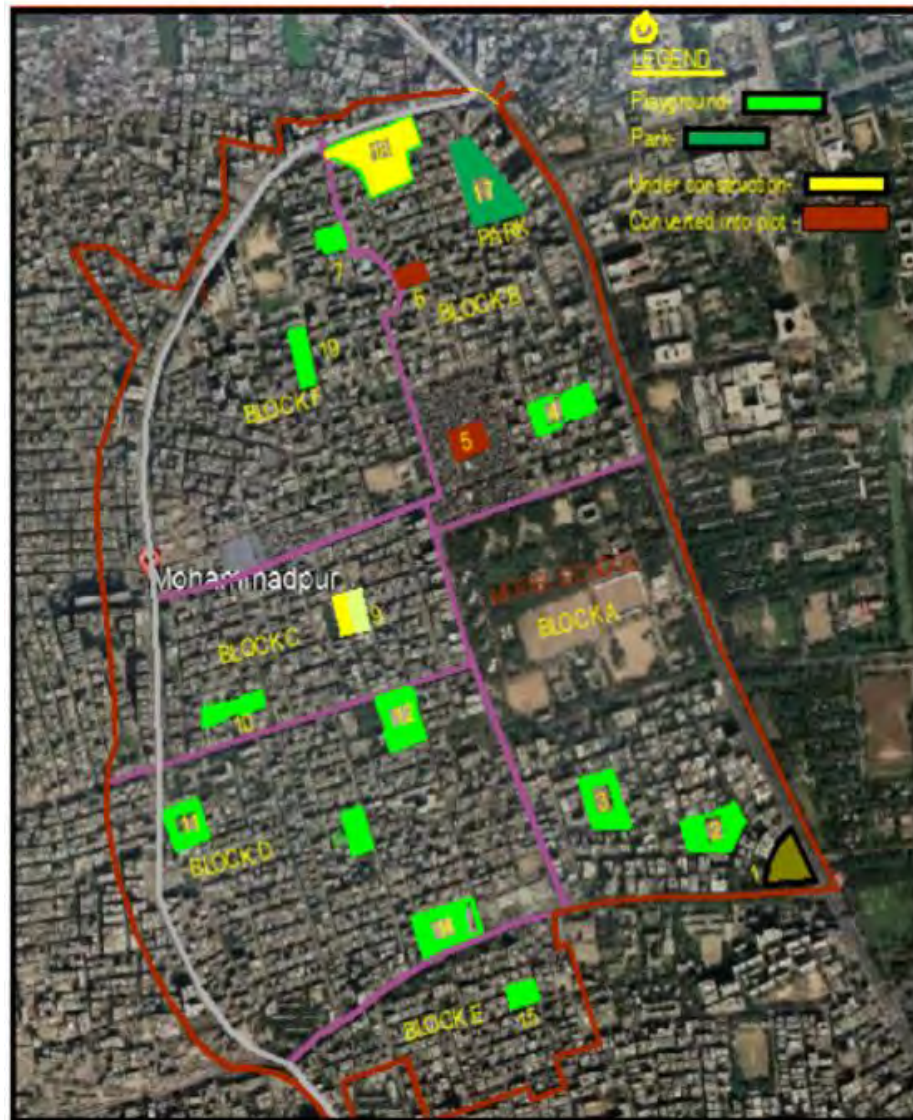 LEGEND
Playground-
Park-
Under construction-
Converted into plot -
17
PARK
7
6
BLOCK B
19
BLOCK F
4
5
Mohammadpur
BLOCK A
9
BLOCK C
10
12
3
2
11
BLOCK D
1
14
BLOCK E
15